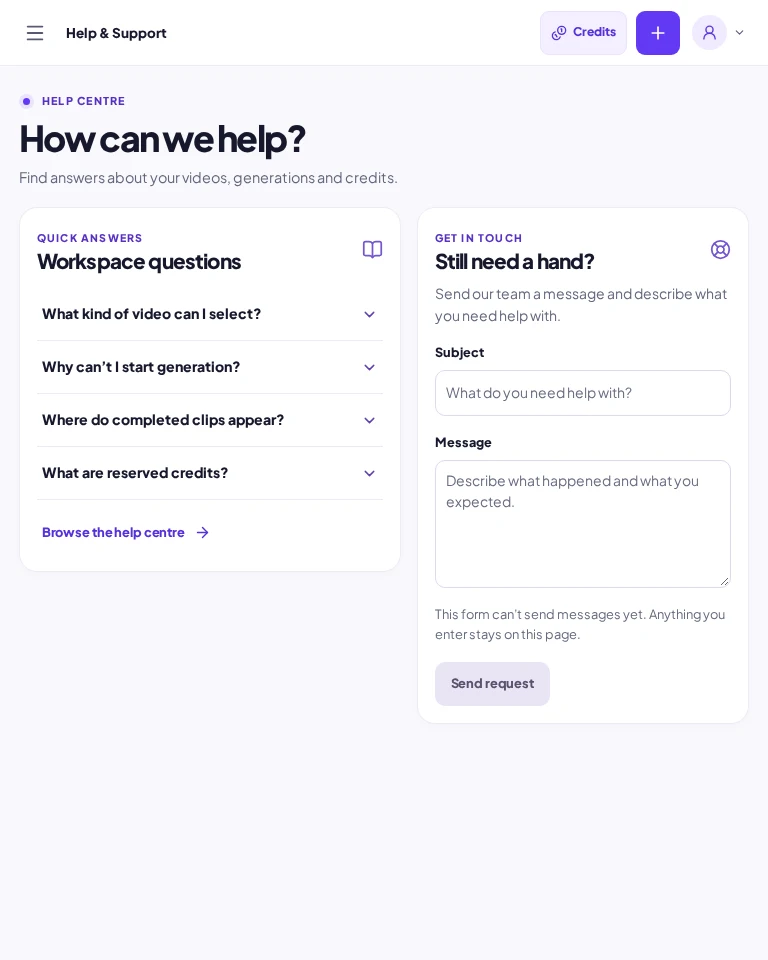 Help & Support
Credits
HELP CENTRE
How can we help?
Find answers about your videos, generations and credits.
QUICK ANSWERS
Workspace questions
What kind of video can I select?
Why can’t I start generation?
Where do completed clips appear?
What are reserved credits?
Browse the help centre
GET IN TOUCH
Still need a hand?
Send our team a message and describe what
you need help with.
Subject
What do you need help with?
Message
Describe what happened and what you
expected.
This form can’t send messages yet. Anything you
enter stays on this page.
Send request